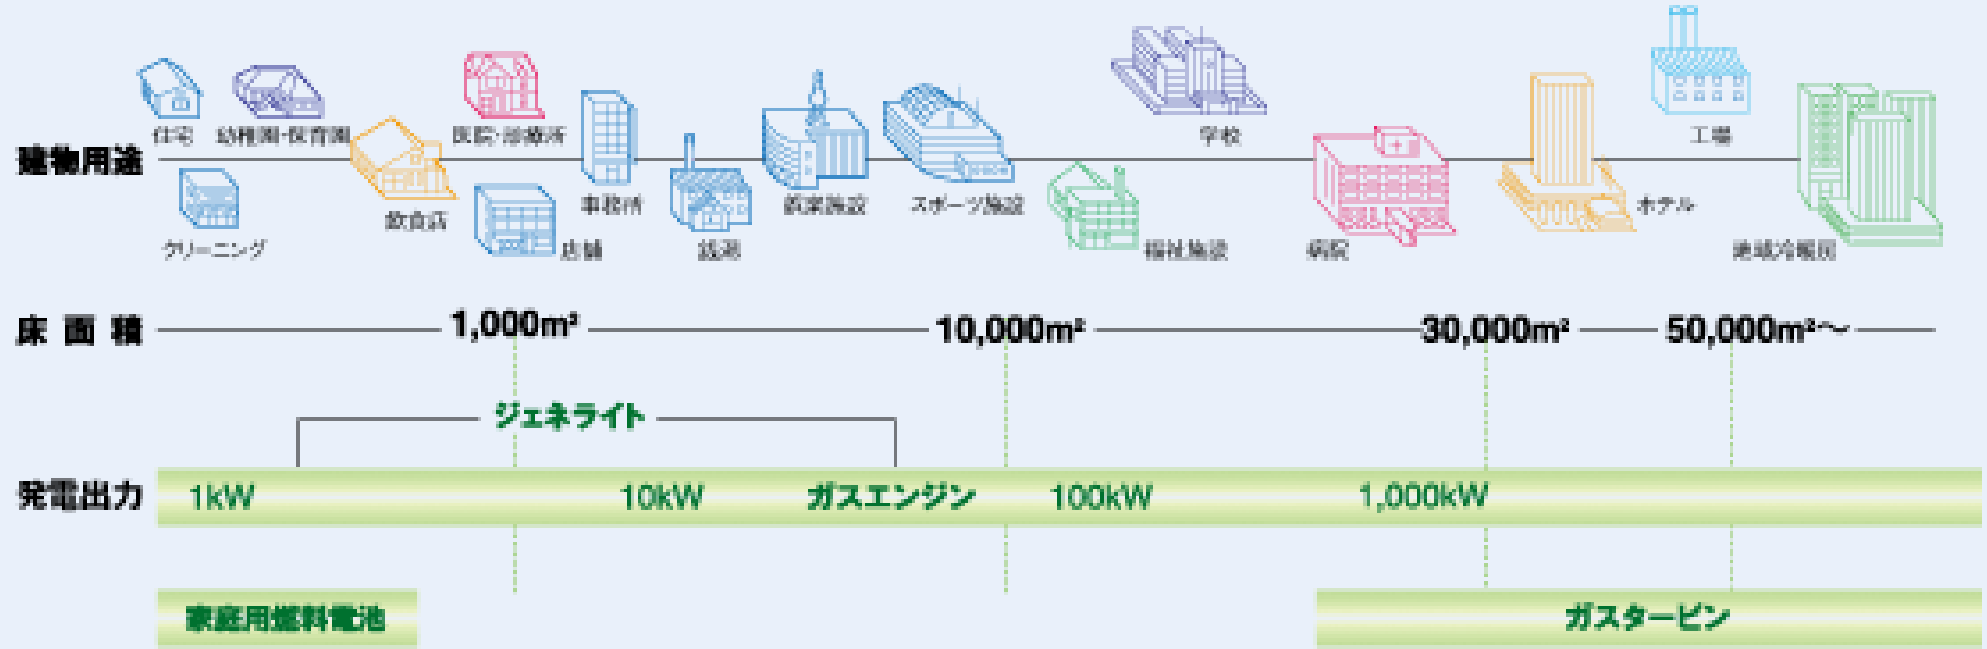 住宅
幼稚園・保育園
医院・診療所
学校
工場
建物用途
クリーニング
飲食店
店舗
事務所
銭湯
娯楽施設
スポーツ施設
福祉施設
病院
ホテル
地域冷暖房
床面積 1,000m² 10,000m² 30,000m² 50,000m²〜
ジェネライト
発電出力 1kW 10kW ガスエンジン 100kW 1,000kW
家庭用燃料電池 ガスタービン